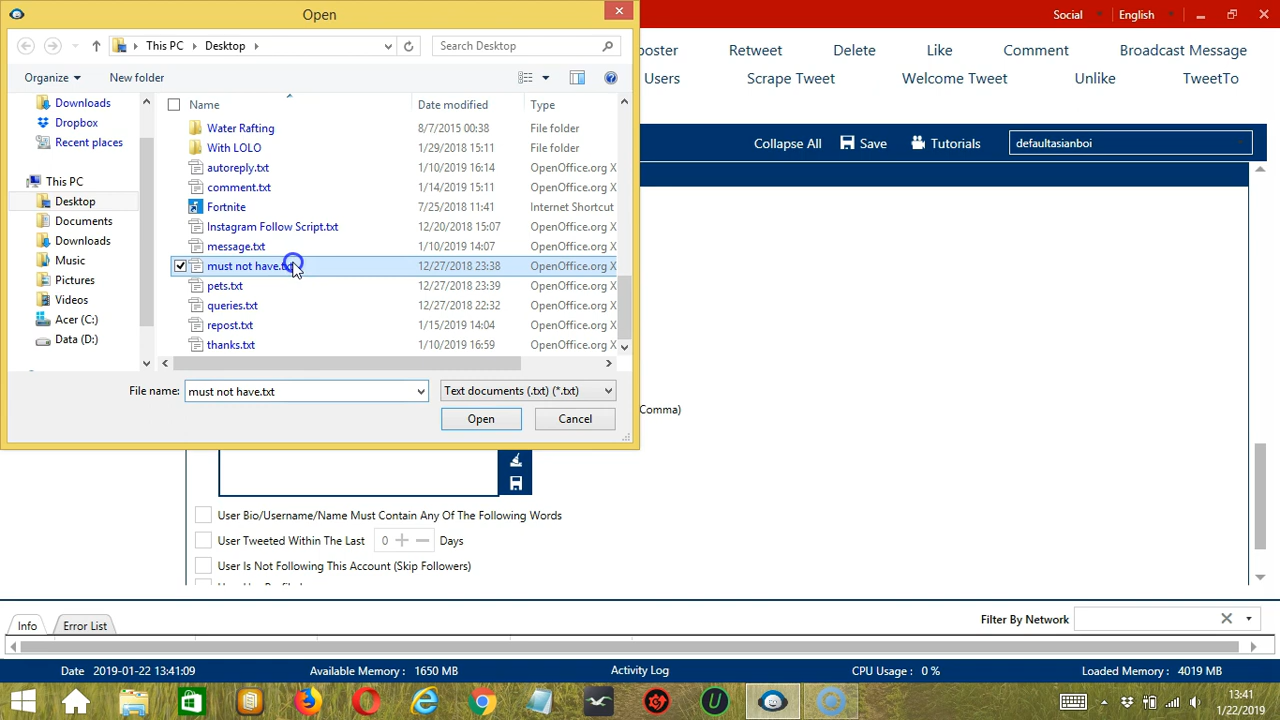 Open
Social
English
This PC
Desktop
Search Desktop
Organize
New folder
Name
Date modified
Type
Downloads
Dropbox
Recent places
This PC
Desktop
Documents
Downloads
Music
Pictures
Videos
Acer (C:)
Data (D:)
Water Rafting 8/7/2015 00:38 File folder
With LOLO 1/29/2018 15:11 File folder
autoreply.txt 1/10/2019 16:14 OpenOffice.org X
comment.txt 1/14/2019 15:11 OpenOffice.org X
Fortnite 7/25/2018 11:41 Internet Shortcut
Instagram Follow Script.txt 12/20/2018 15:07 OpenOffice.org X
message.txt 1/10/2019 14:07 OpenOffice.org X
must not have.txt 12/27/2018 23:38 OpenOffice.org X
pets.txt 12/27/2018 23:39 OpenOffice.org X
queries.txt 12/27/2018 22:32 OpenOffice.org X
repost.txt 1/15/2019 14:04 OpenOffice.org X
thanks.txt 1/10/2019 16:59 OpenOffice.org X
File name: must not have.txt Text documents (.txt) (*.txt)
Open Cancel
oster Retweet Delete Like Comment Broadcast Message
Users Scrape Tweet Welcome Tweet Unlike TweetTo
Collapse All Save Tutorials defaultasianboi
Comma)
User Bio/Username/Name Must Contain Any Of The Following Words
User Tweeted Within The Last 0 Days
User Is Not Following This Account (Skip Followers)
Info Error List Filter By Network
Date 2019-01-22 13:41:09 Available Memory : 1650 MB Activity Log CPU Usage : 0 % Loaded Memory : 4019 MB
13:41
1/22/2019